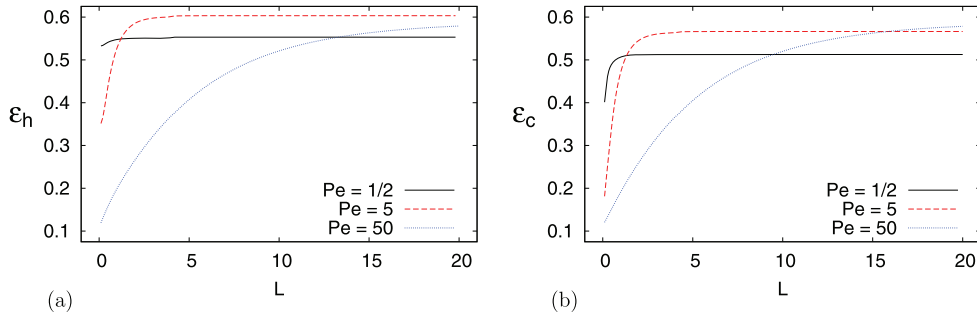 0.6
0.5
0.4
0.3
0.2
0.1
εh
Pe = 1/2
Pe = 5
Pe = 50
0 5 10 15 20
L
(a)
0.6
0.5
0.4
0.3
0.2
0.1
εc
Pe = 1/2
Pe = 5
Pe = 50
0 5 10 15 20
L
(b)